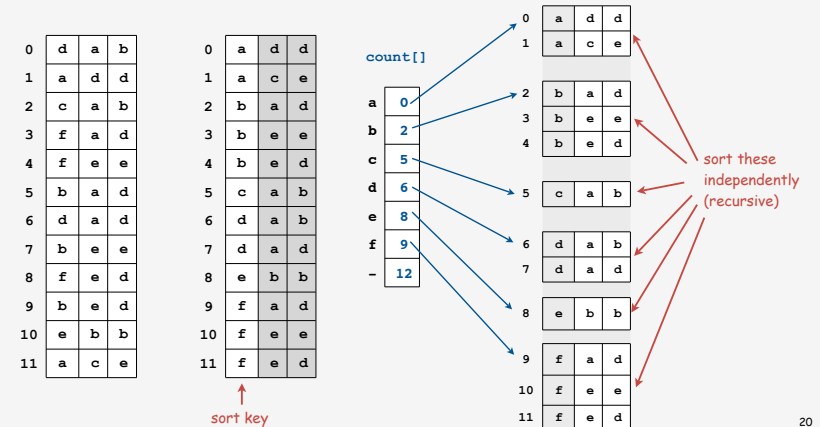 0 d a b
1 a d d
2 c a b
3 f a d
4 f e e
5 b a d
6 d a d
7 b e e
8 f e d
9 b e d
10 e b b
11 a c e
0 a d d
1 a c e
2 b a d
3 b e e
4 b e d
5 c a b
6 d a b
7 d a d
8 e b b
9 f a d
10 f e e
11 f e d
sort key
count[]
a 0
b 2
c 5
d 6
e 8
f 9
- 12
0 a d d
1 a c e
2 b a d
3 b e e
4 b e d
5 c a b
6 d a b
7 d a d
8 e b b
9 f a d
10 f e e
11 f e d
sort these
independently
(recursive)
20